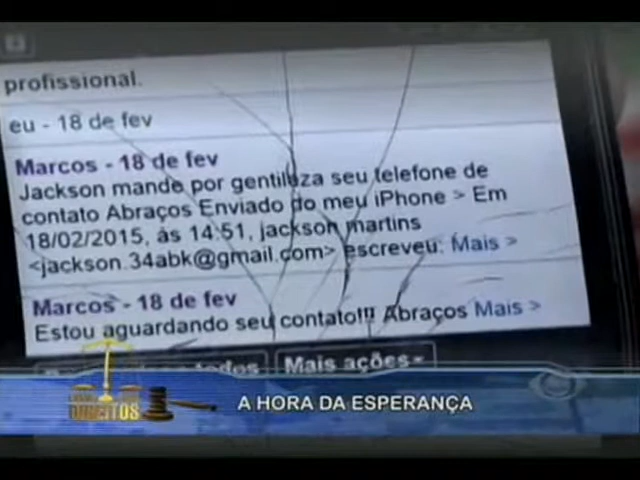 profissional.
eu - 18 de fev
Marcos - 18 de fev
Jackson mande por gentileza seu telefone de
contato Abraços Enviado do meu iPhone > Em
18/02/2015, às 14:51, jackson martins
<jackson.34abk@gmail.com> escreveu: Mais >
Marcos - 18 de fev
Estou aguardando seu contato!!! Abraços Mais >
todos Mais ações
DIREITOS
A HORA DA ESPERANÇA